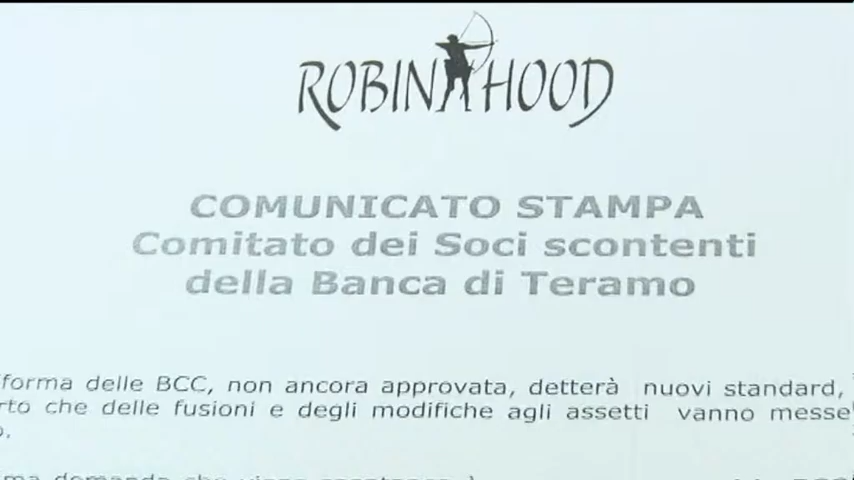 ROBIN HOOD
COMUNICATO STAMPA
Comitato dei Soci scontenti
della Banca di Teramo
forma delle BCC, non ancora approvata, detterà nuovi standard,
rto che delle fusioni e degli modifiche agli assetti vanno messe
o.